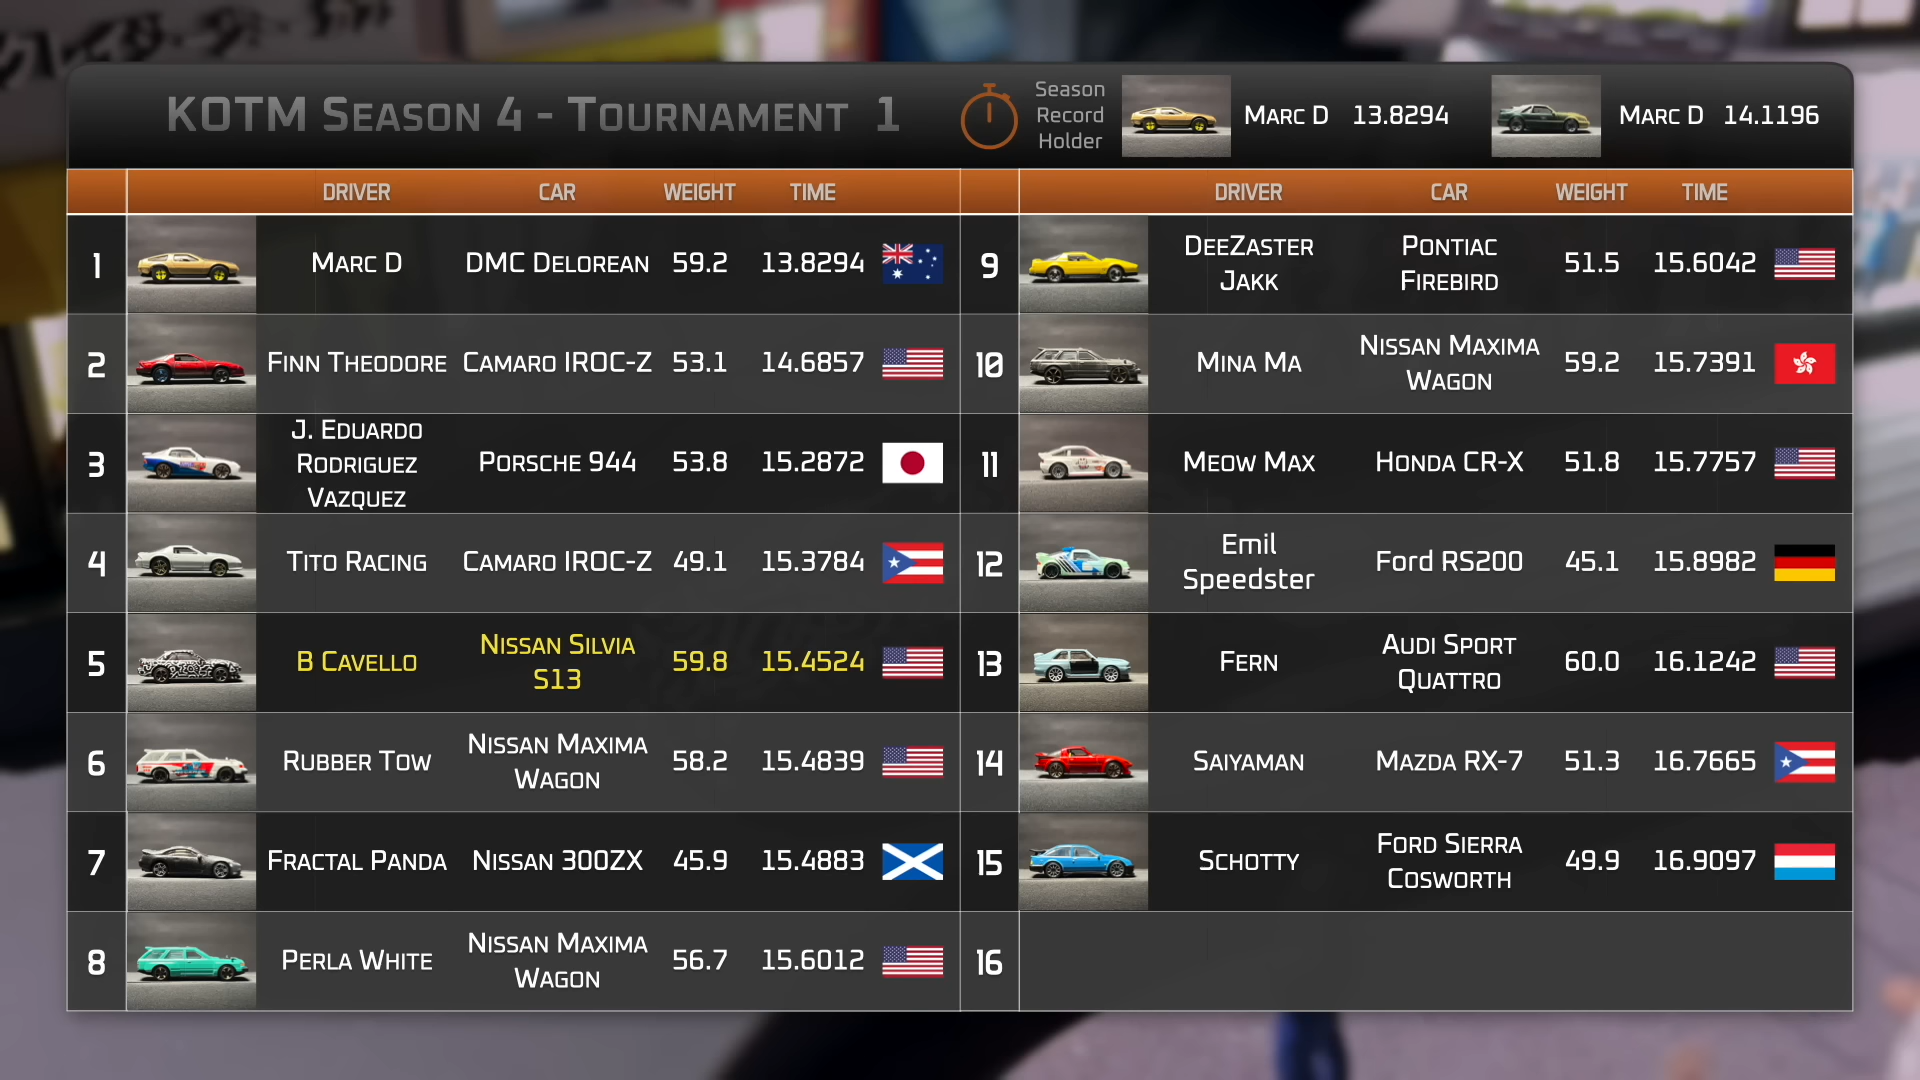 KOTM Season 4 - Tournament 1
Season
Record
Holder
Marc D 13.8294
Marc D 14.1196
DRIVER CAR WEIGHT TIME
DRIVER CAR WEIGHT TIME
1 Marc D DMC Delorean 59.2 13.8294
2 Finn Theodore Camaro IROC-Z 53.1 14.6857
3 J. Eduardo
Rodriguez
Vazquez
Porsche 944 53.8 15.2872
4 Tito Racing Camaro IROC-Z 49.1 15.3784
5 B Cavello Nissan Silvia
S13
59.8 15.4524
6 Rubber Tow Nissan Maxima
Wagon
58.2 15.4839
7 Fractal Panda Nissan 300ZX 45.9 15.4883
8 Perla White Nissan Maxima
Wagon
56.7 15.6012
9 DeeZaster
Jakk
Pontiac
Firebird
51.5 15.6042
10 Mina Ma Nissan Maxima
Wagon
59.2 15.7391
11 Meow Max Honda CR-X 51.8 15.7757
12 Emil
Speedster
Ford RS200 45.1 15.8982
13 Fern Audi Sport
Quattro
60.0 16.1242
14 Saiyaman Mazda RX-7 51.3 16.7665
15 Schotty Ford Sierra
Cosworth
49.9 16.9097
16